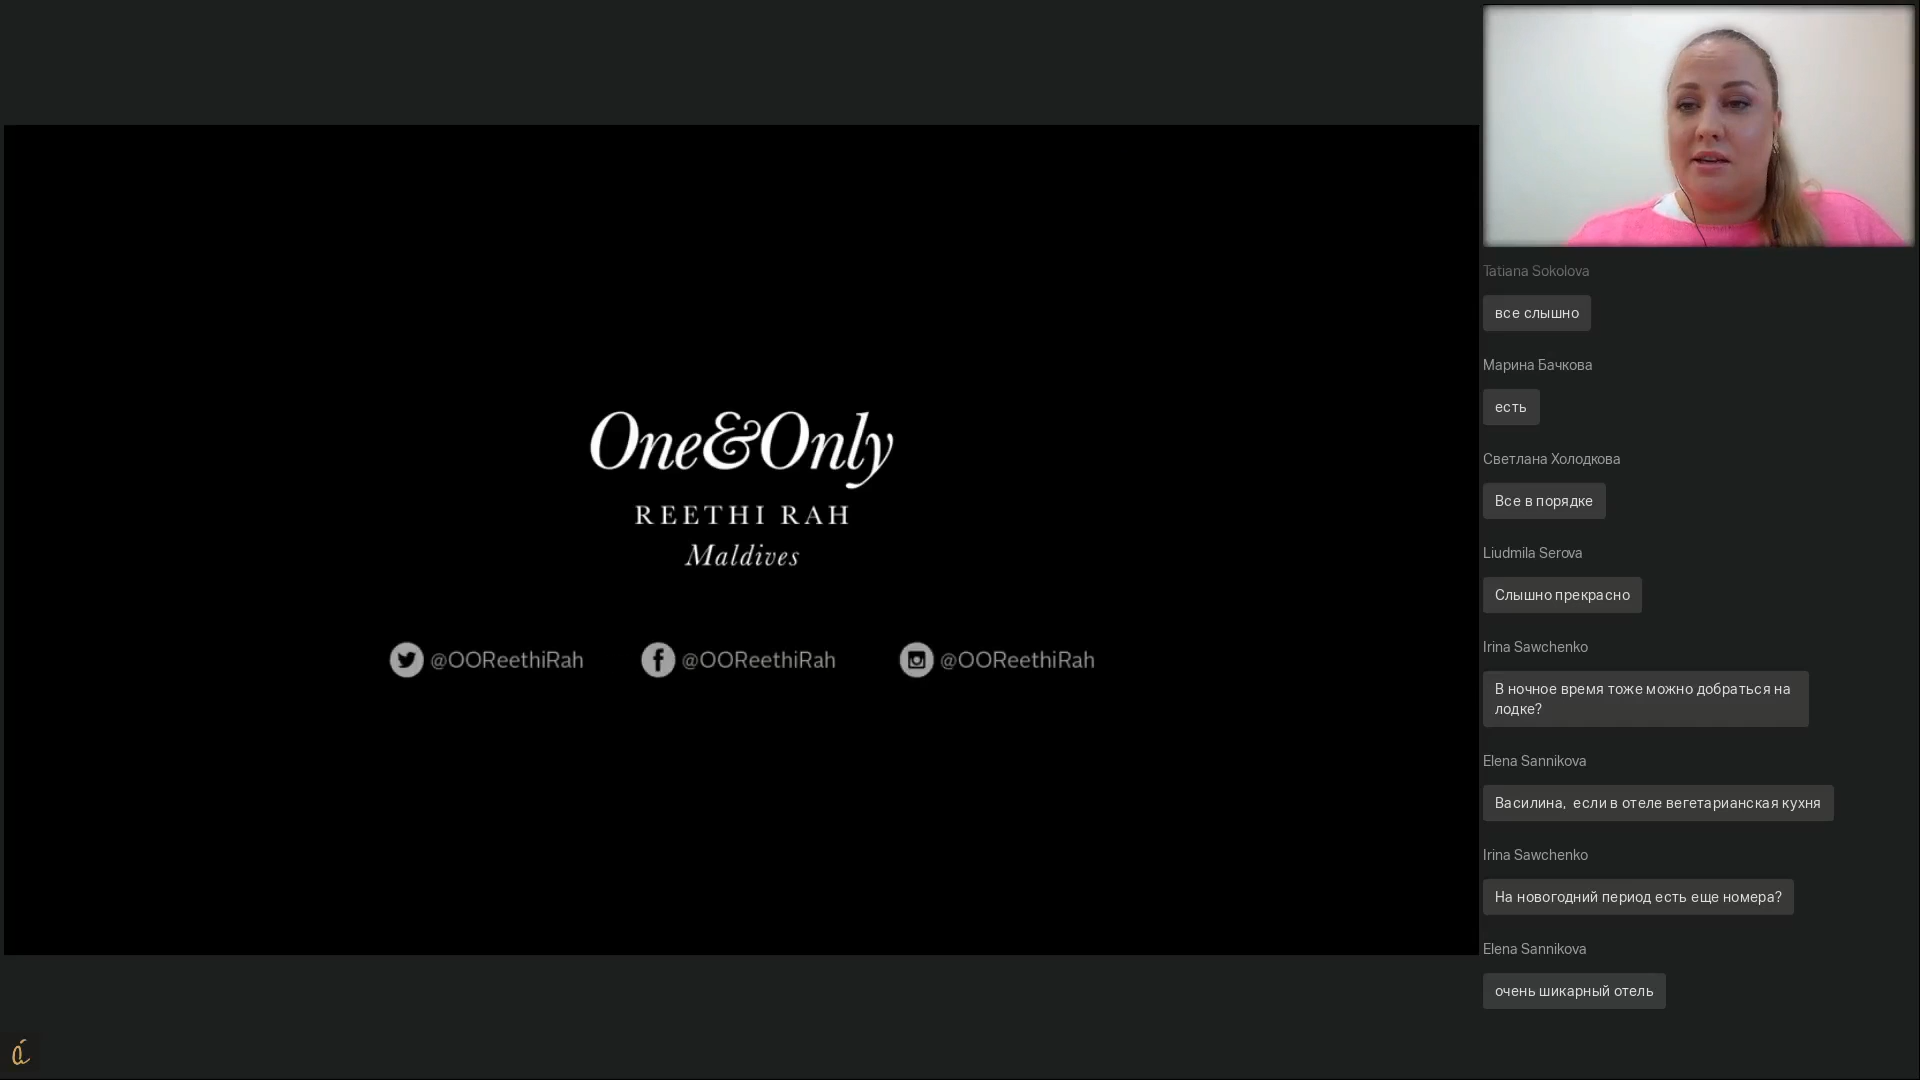 One&Only
REETHI RAH
Maldives
@OOReethiRah
@OOReethiRah
@OOReethiRah
Tatiana Sokolova
все слышно
Марина Бачкова
есть
Светлана Холодкова
Все в порядке
Liudmila Serova
Слышно прекрасно
Irina Sawchenko
В ночное время тоже можно добраться на
лодке?
Elena Sannikova
Василина, если в отеле вегетарианская кухня
Irina Sawchenko
На новогодний период есть еще номера?
Elena Sannikova
очень шикарный отель
á